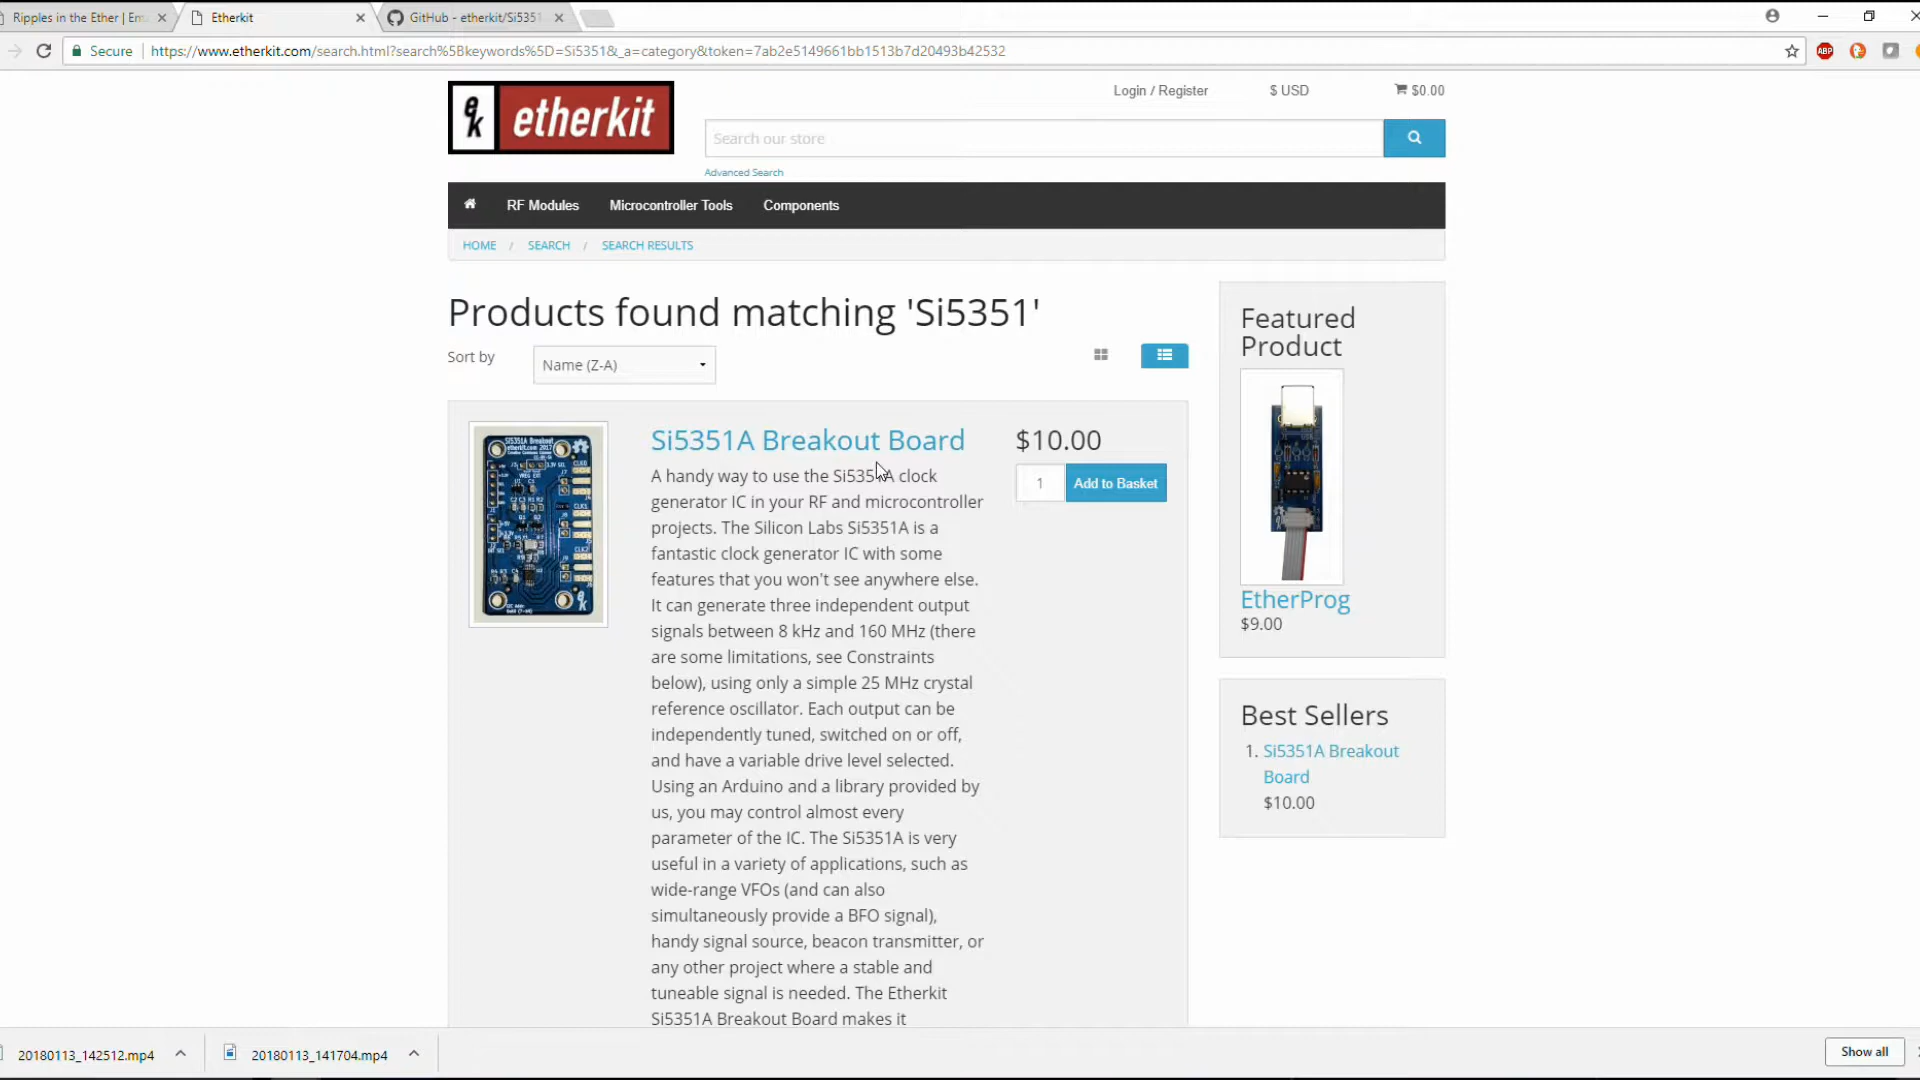 Ripples in the Ether | Em
Etherkit
GitHub - etherkit/Si5351
Secure
https://www.etherkit.com/search.html?search%5Bkeywords%5D=Si5351&_a=category&token=7ab2e5149661bb1513b7d20493b42532
ABP
ek etherkit
Login / Register
$ USD
$0.00
Search our store
Advanced Search
RF Modules
Microcontroller Tools
Components
HOME / SEARCH / SEARCH RESULTS
Products found matching 'Si5351'
Sort by
Name (Z-A)
Si5351A Breakout Board
A handy way to use the Si5351A clock
generator IC in your RF and microcontroller
projects. The Silicon Labs Si5351A is a
fantastic clock generator IC with some
features that you won't see anywhere else.
It can generate three independent output
signals between 8 kHz and 160 MHz (there
are some limitations, see Constraints
below), using only a simple 25 MHz crystal
reference oscillator. Each output can be
independently tuned, switched on or off,
and have a variable drive level selected.
Using an Arduino and a library provided by
us, you may control almost every
parameter of the IC. The Si5351A is very
useful in a variety of applications, such as
wide-range VFOs (and can also
simultaneously provide a BFO signal),
handy signal source, beacon transmitter, or
any other project where a stable and
tuneable signal is needed. The Etherkit
Si5351A Breakout Board makes it
$10.00
1
Add to Basket
Featured
Product
EtherProg
$9.00
Best Sellers
1. Si5351A Breakout
Board
$10.00
20180113_142512.mp4
20180113_141704.mp4
Show all